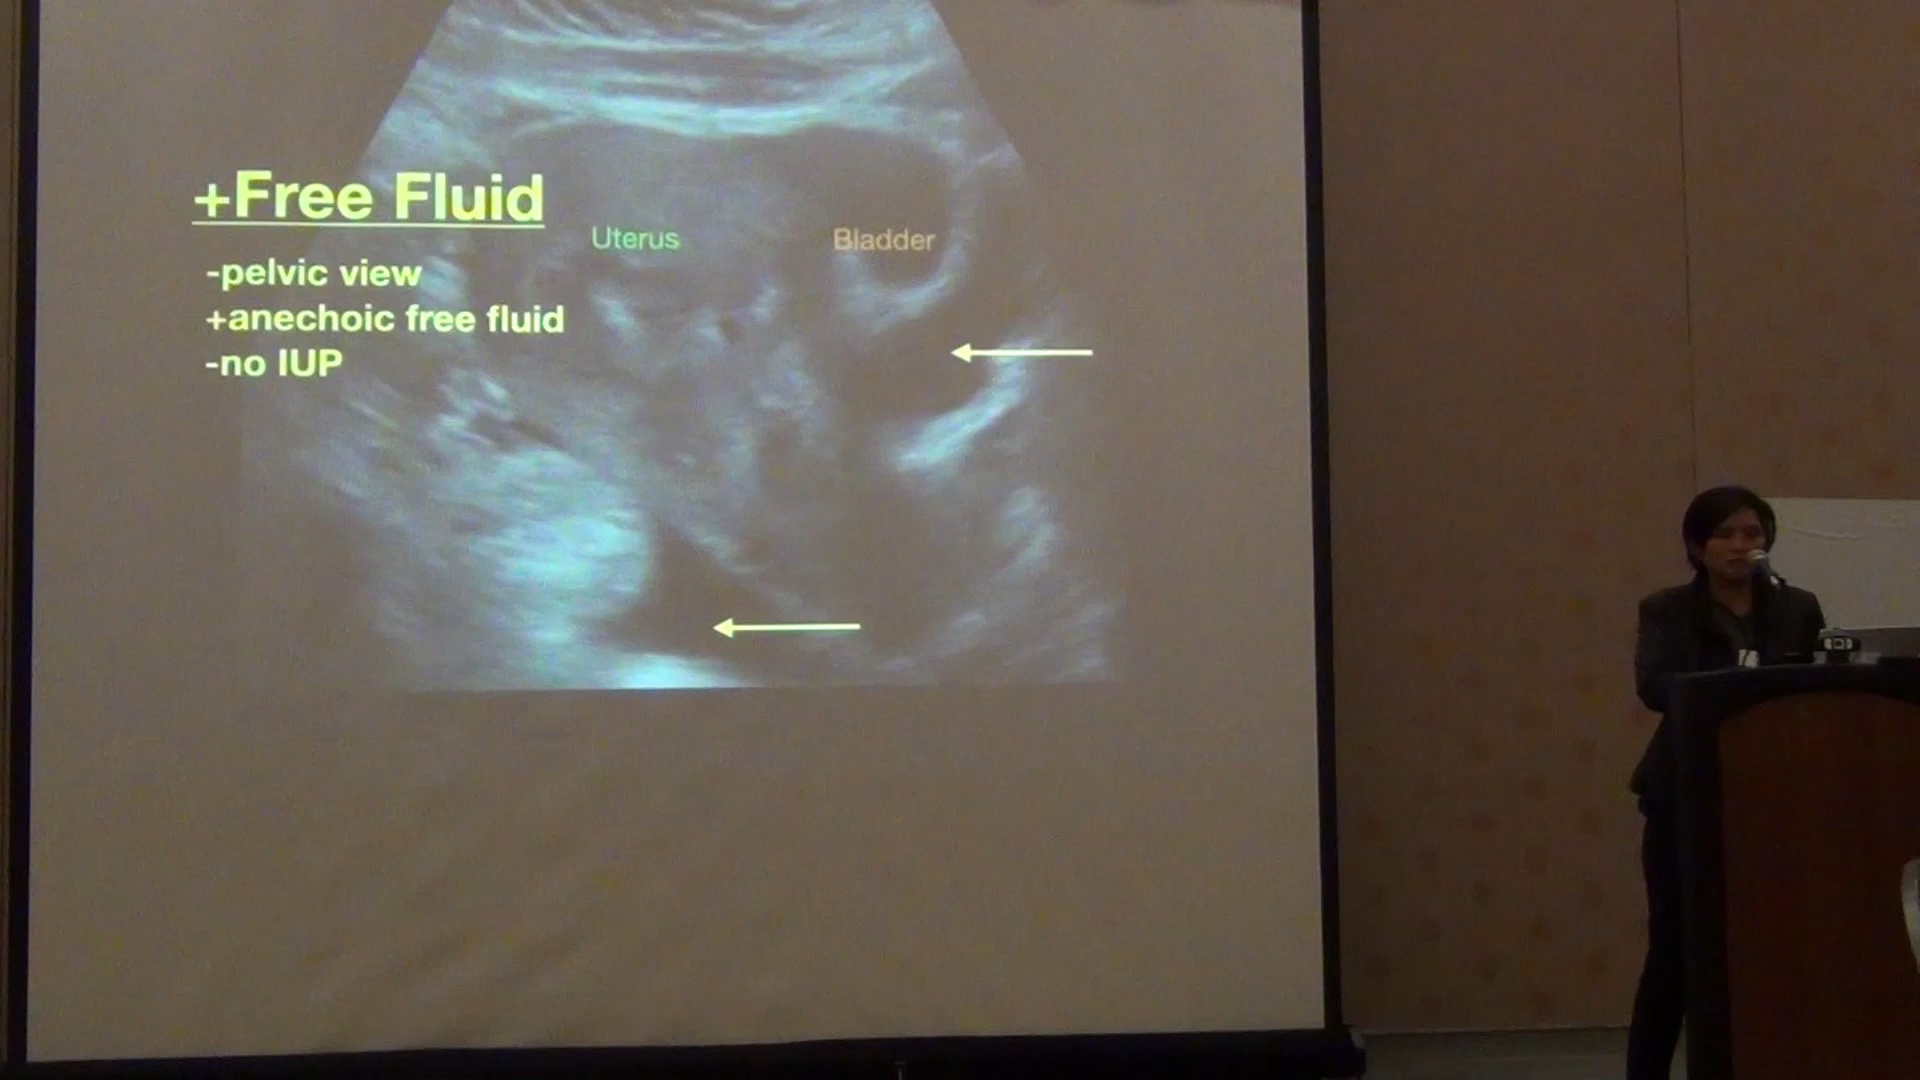 +Free Fluid
Uterus
Bladder
-pelvic view
+anechoic free fluid
-no IUP